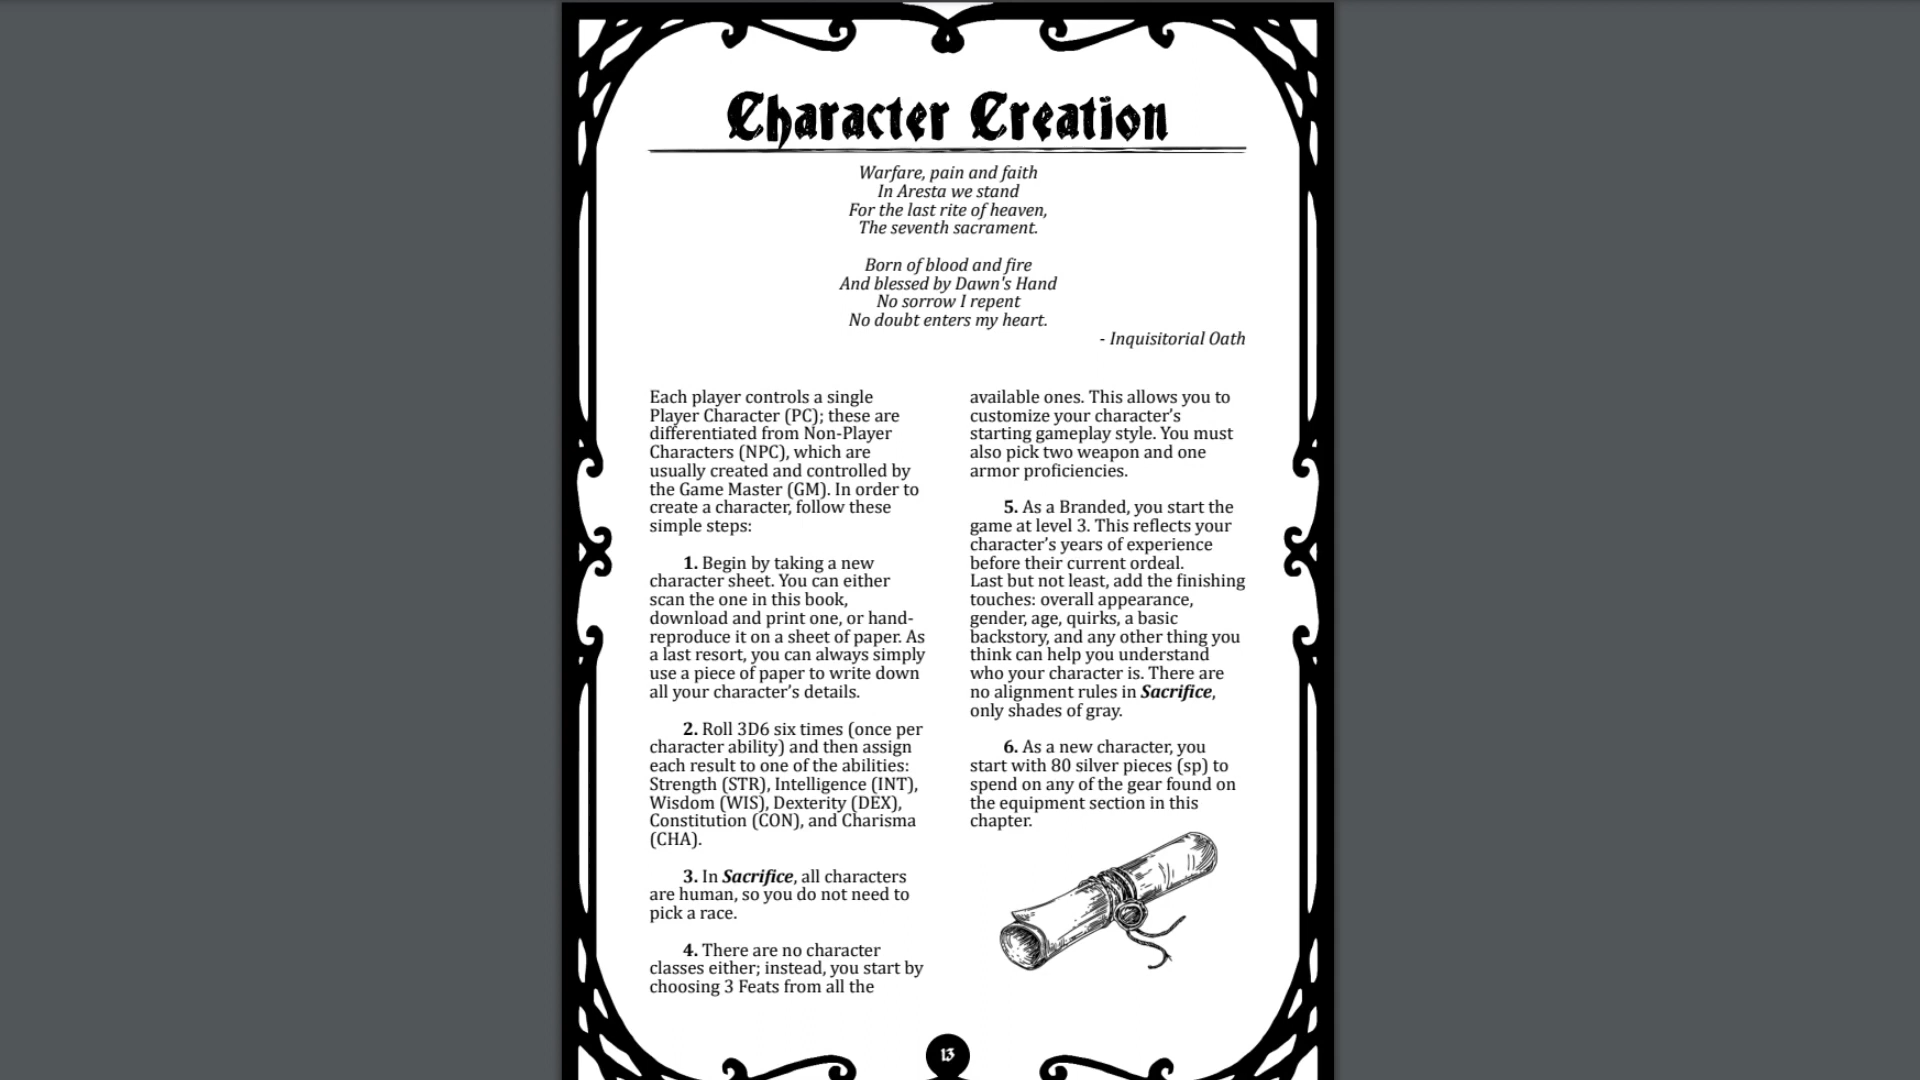 Character Creation
Warfare, pain and faith
In Aresta we stand
For the last rite of heaven,
The seventh sacrament.
Born of blood and fire
And blessed by Dawn's Hand
No sorrow I repent
No doubt enters my heart.
- Inquisitorial Oath
Each player controls a single
Player Character (PC); these are
differentiated from Non-Player
Characters (NPC), which are
usually created and controlled by
the Game Master (GM). In order to
create a character, follow these
simple steps:
1. Begin by taking a new
character sheet. You can either
scan the one in this book,
download and print one, or hand-
reproduce it on a sheet of paper. As
a last resort, you can always simply
use a piece of paper to write down
all your character's details.
2. Roll 3D6 six times (once per
character ability) and then assign
each result to one of the abilities:
Strength (STR), Intelligence (INT),
Wisdom (WIS), Dexterity (DEX),
Constitution (CON), and Charisma
(CHA).
3. In Sacrifice, all characters
are human, so you do not need to
pick a race.
4. There are no character
classes either; instead, you start by
choosing 3 Feats from all the
available ones. This allows you to
customize your character's
starting gameplay style. You must
also pick two weapon and one
armor proficiencies.
5. As a Branded, you start the
game at level 3. This reflects your
character's years of experience
before their current ordeal.
Last but not least, add the finishing
touches: overall appearance,
gender, age, quirks, a basic
backstory, and any other thing you
think can help you understand
who your character is. There are
no alignment rules in Sacrifice,
only shades of gray.
6. As a new character, you
start with 80 silver pieces (sp) to
spend on any of the gear found on
the equipment section in this
chapter.
13